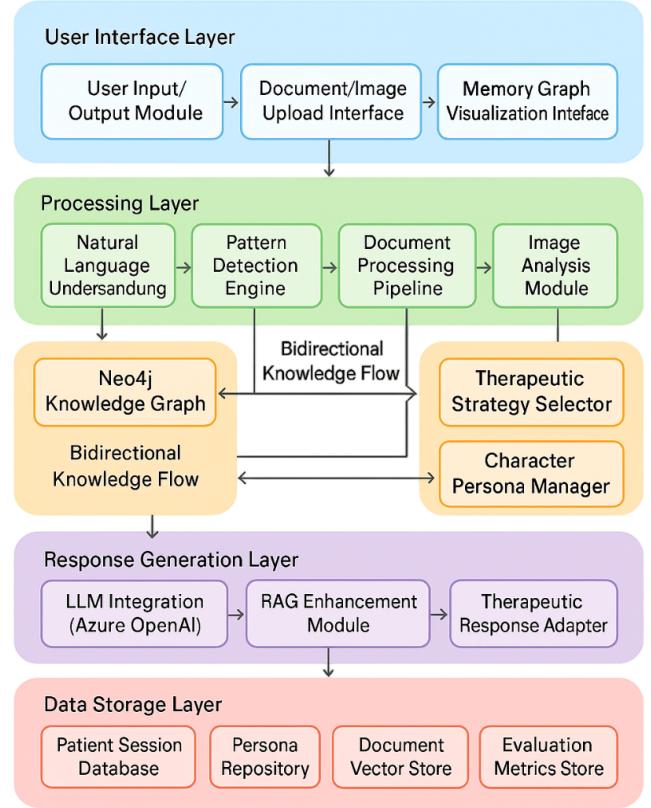 User Interface Layer
User Input/
Output Module
Document/Image
Upload Interface
Memory Graph
Visualization Inteface
Processing Layer
Natural
Language
Undersandung
Pattern
Detection
Engine
Document
Processing
Pipeline
Image
Analysis
Module
Bidirectional
Knowledge Flow
Neo4j
Knowledge Graph
Bidirectional
Knowledge Flow
Therapeutic
Strategy Selector
Character
Persona Manager
Response Generation Layer
LLM Integration
(Azure OpenAI)
RAG Enhancement
Module
Therapeutic
Response Adapter
Data Storage Layer
Patient Session
Database
Persona
Repository
Document
Vector Store
Evaluation
Metrics Store